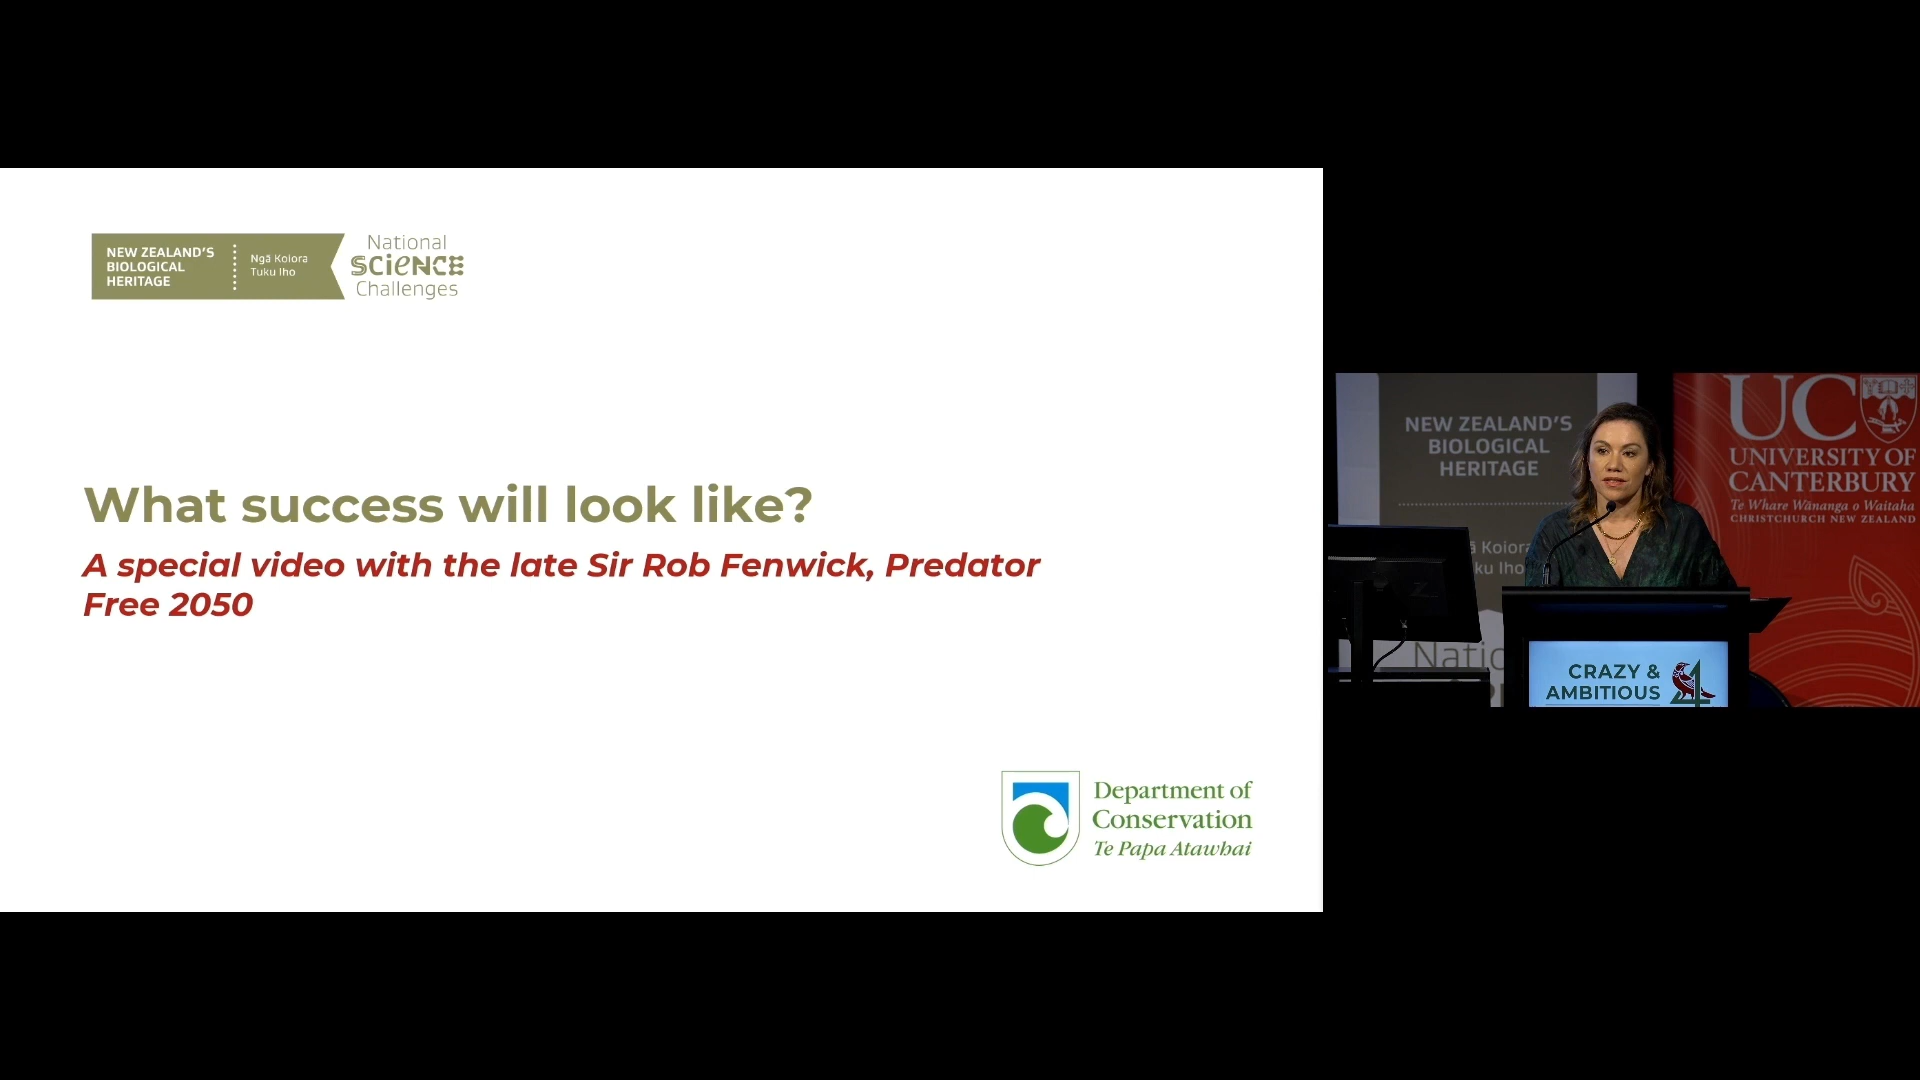 NEW ZEALAND'S
BIOLOGICAL
HERITAGE
Ngā Koiora
Tuku Iho
National
SCIENCE
Challenges
What success will look like?
A special video with the late Sir Rob Fenwick, Predator
Free 2050
Department of
Conservation
Te Papa Atawhai
NEW ZEALAND'S
BIOLOGICAL
HERITAGE
Koiora
ku Iho
Natio
UC
UNIVERSITY OF
CANTERBURY
Te Whare Wānanga o Waitaha
CHRISTCHURCH NEW ZEALAND
CRAZY &
AMBITIOUS 4